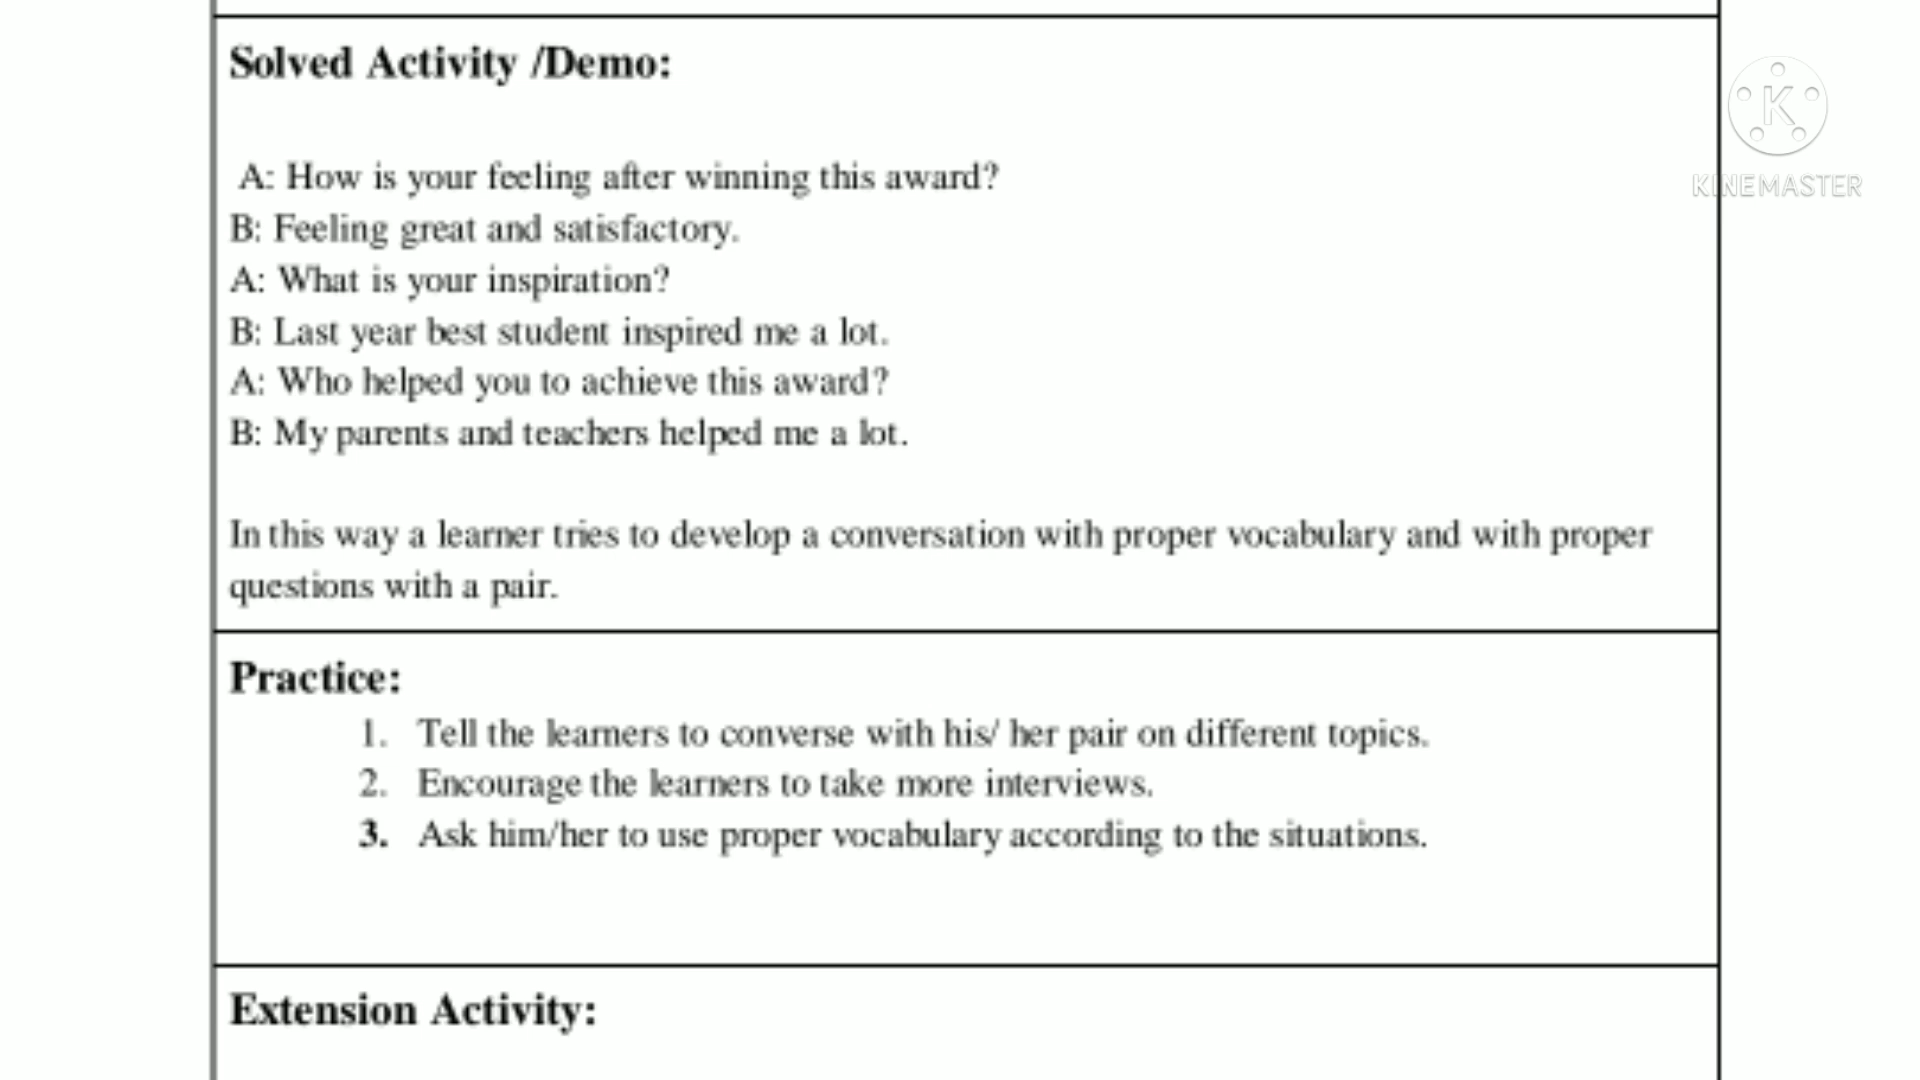 Solved Activity /Demo:
A: How is your feeling after winning this award?
B: Feeling great and satisfactory.
A: What is your inspiration?
B: Last year best student inspired me a lot.
A: Who helped you to achieve this award?
B: My parents and teachers helped me a lot.
In this way a learner tries to develop a conversation with proper vocabulary and with proper
questions with a pair.
Practice:
1. Tell the learners to converse with his/ her pair on different topics.
2. Encourage the learners to take more interviews.
3. Ask him/her to use proper vocabulary according to the situations.
Extension Activity:
K
KINEMASTER